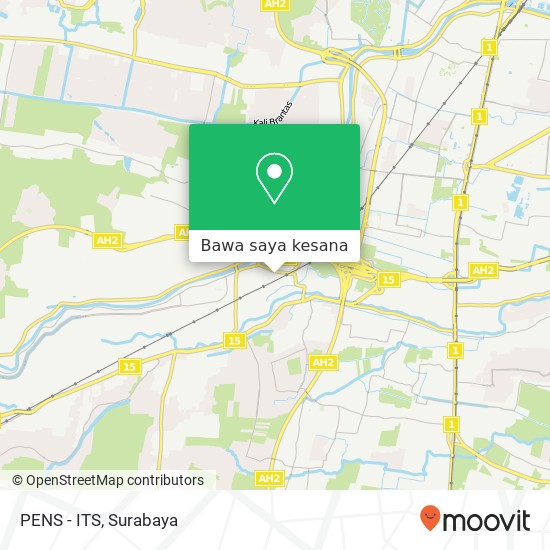 AH2
1
Kali Brantas
1
1
AH2
A
Bawa saya kesana
AH2
15
15
1
AH2
15
1
AH2
© OpenStreetMap contributors
PENS - ITS, Surabaya
moovit